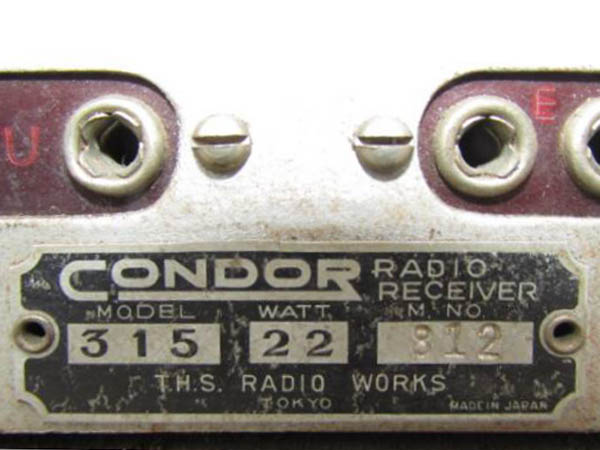 U
E
CONDOR RADIO RECEIVER
MODEL WATT M. NO.
315 22 812
T.H.S. RADIO WORKS
TOKYO
MADE IN JAPAN